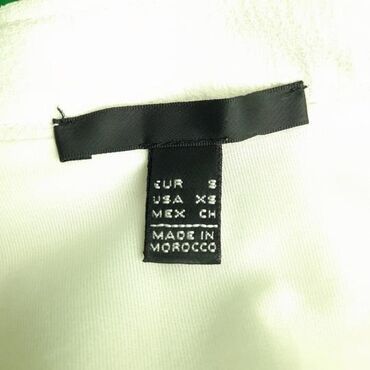 EUR S
USA XS
MEX CH
MADE IN
MOROCCO